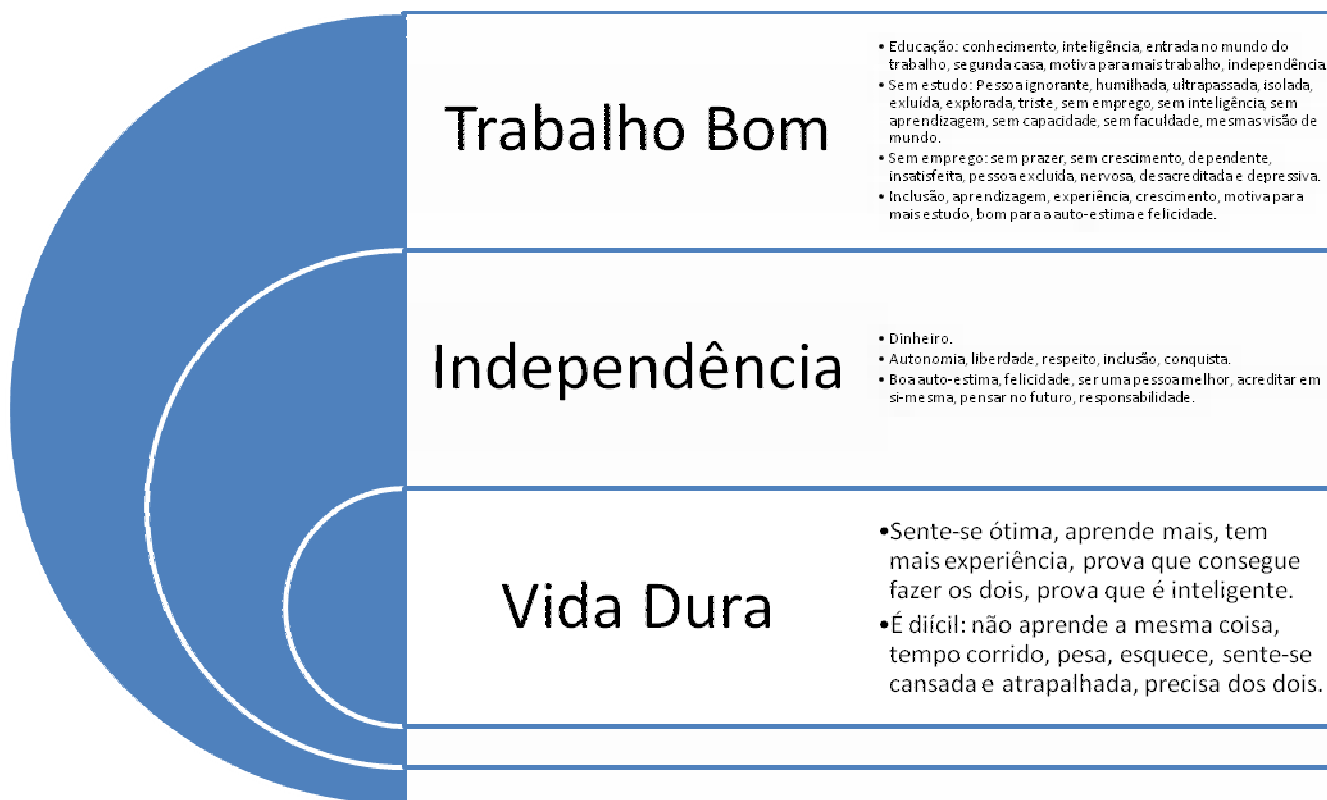 Trabalho Bom
• Educação: conhecimento, inteligência, entrada no mundo do
trabalho, segunda casa, motiva para mais trabalho, independência.
• Sem estudo: Pessoa ignorante, humilhada, ultrapassada, isolada,
exluída, explorada, triste, sem emprego, sem inteligência, sem
aprendizagem, sem capacidade, sem faculdade, mesmas visão de
mundo.
• Sem emprego: sem prazer, sem crescimento, dependente,
insatisfeita, pessoa excluída, nervosa, desacreditada e depressiva.
• Inclusão, aprendizagem, experiência, crescimento, motiva para
mais estudo, bom para a auto-estima e felicidade.
Independência
• Dinheiro.
• Autonomia, liberdade, respeito, inclusão, conquista.
• Boa auto-estima, felicidade, ser uma pessoa melhor, acreditar em
si-mesma, pensar no futuro, responsabilidade.
Vida Dura
•Sente-se ótima, aprende mais, tem
mais experiência, prova que consegue
fazer os dois, prova que é inteligente.
•É diícil: não aprende a mesma coisa,
tempo corrido, pesa, esquece, sente-se
cansada e atrapalhada, precisa dos dois.